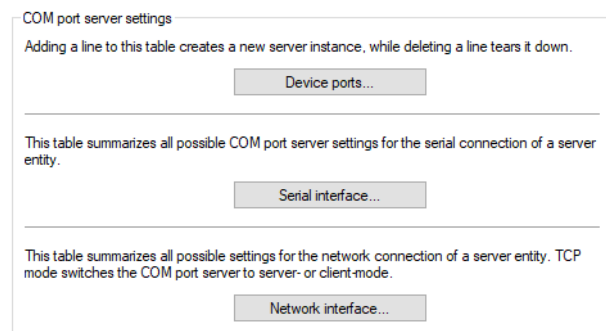 COM port server settings
Adding a line to this table creates a new server instance, while deleting a line tears it down.
Device ports...
This table summarizes all possible COM port server settings for the serial connection of a server
entity.
Serial interface...
This table summarizes all possible settings for the network connection of a server entity. TCP
mode switches the COM port server to server- or client-mode.
Network interface...